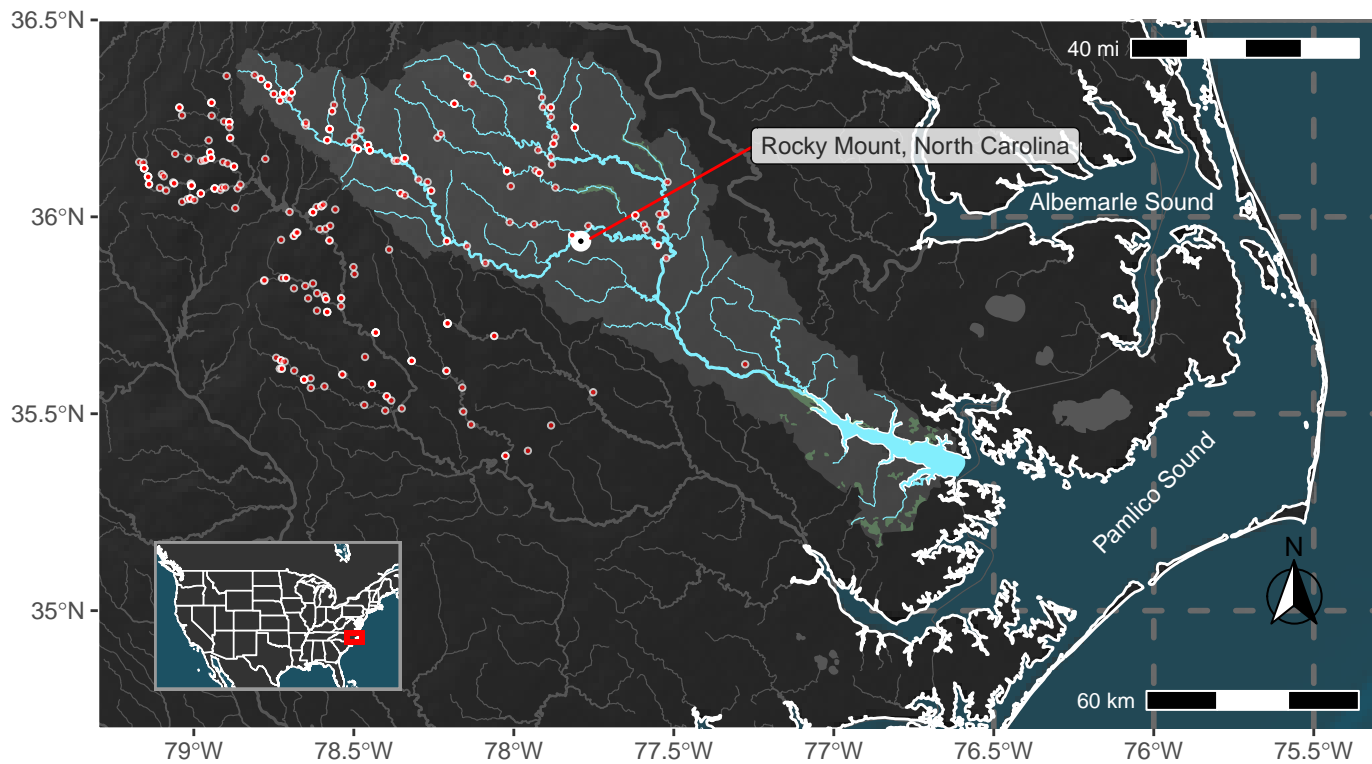 36.5°N
40 mi
Rocky Mount, North Carolina
36°N
Albemarle Sound
35.5°N
Pamlico Sound
N
35°N
60 km
79°W 78.5°W 78°W 77.5°W 77°W 76.5°W 76°W 75.5°W